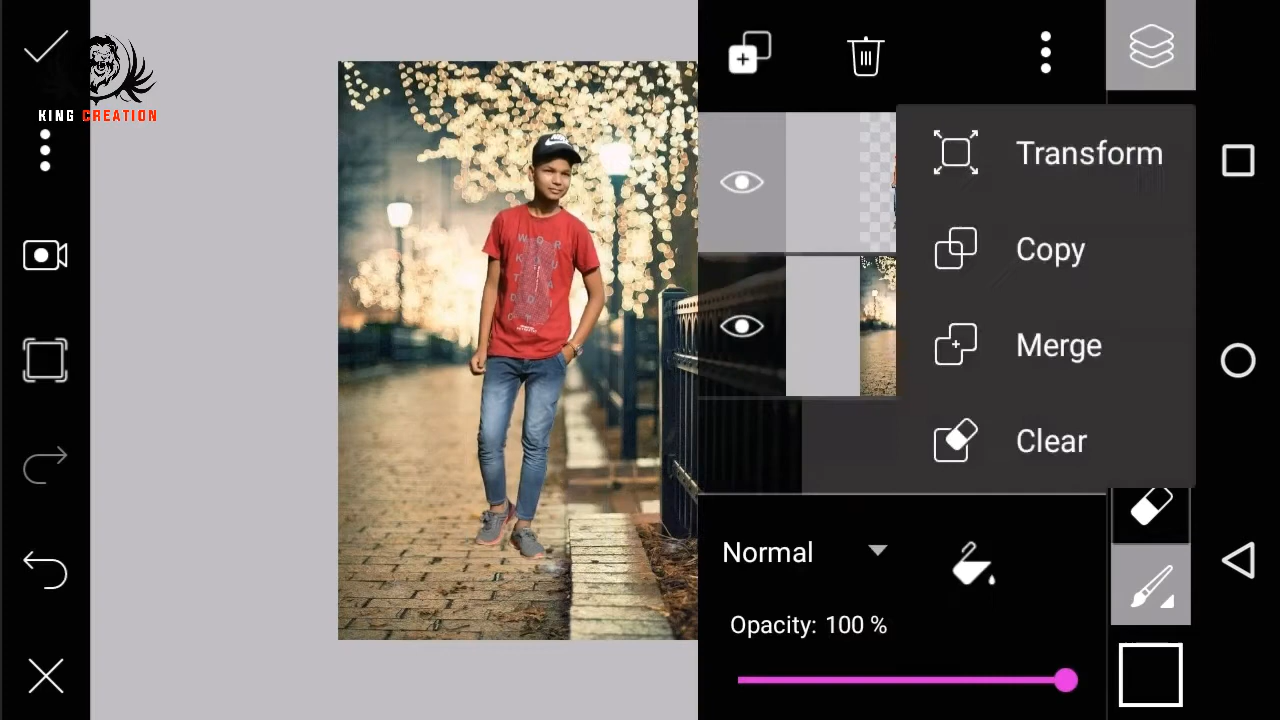 KING CREATION
Transform
Copy
Merge
Clear
Normal
Opacity: 100 %
W O R
K O U
T A